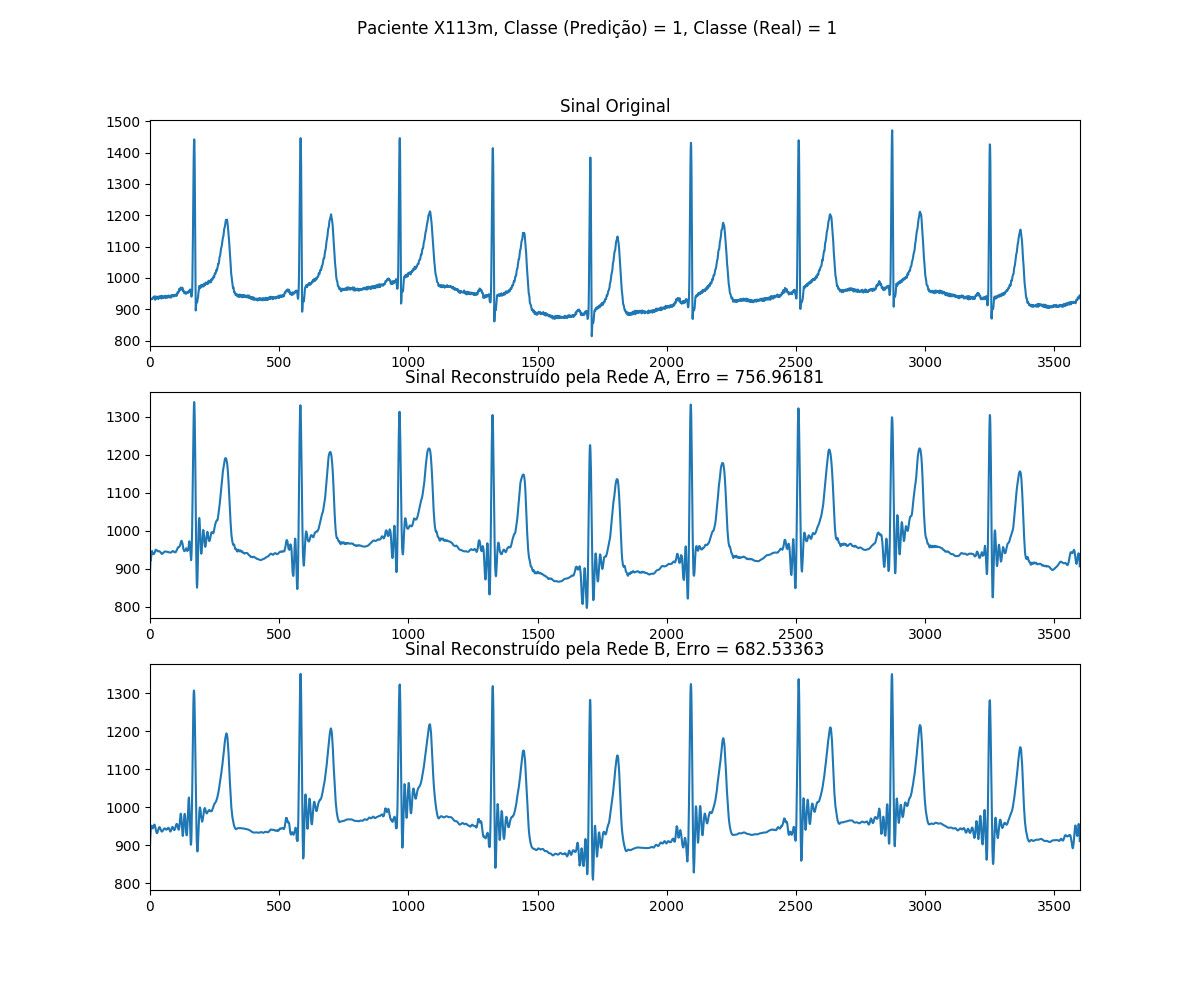 Paciente X113m, Classe (Predição) = 1, Classe (Real) = 1
Sinal Original
1500
1400
1300
1200
1100
1000
900
800
0 500 1000 1500 2000 2500 3000 3500
Sinal Reconstruído pela Rede A, Erro = 756.96181
1300
1200
1100
1000
900
800
0 500 1000 1500 2000 2500 3000 3500
Sinal Reconstruído pela Rede B, Erro = 682.53363
1300
1200
1100
1000
900
800
0 500 1000 1500 2000 2500 3000 3500